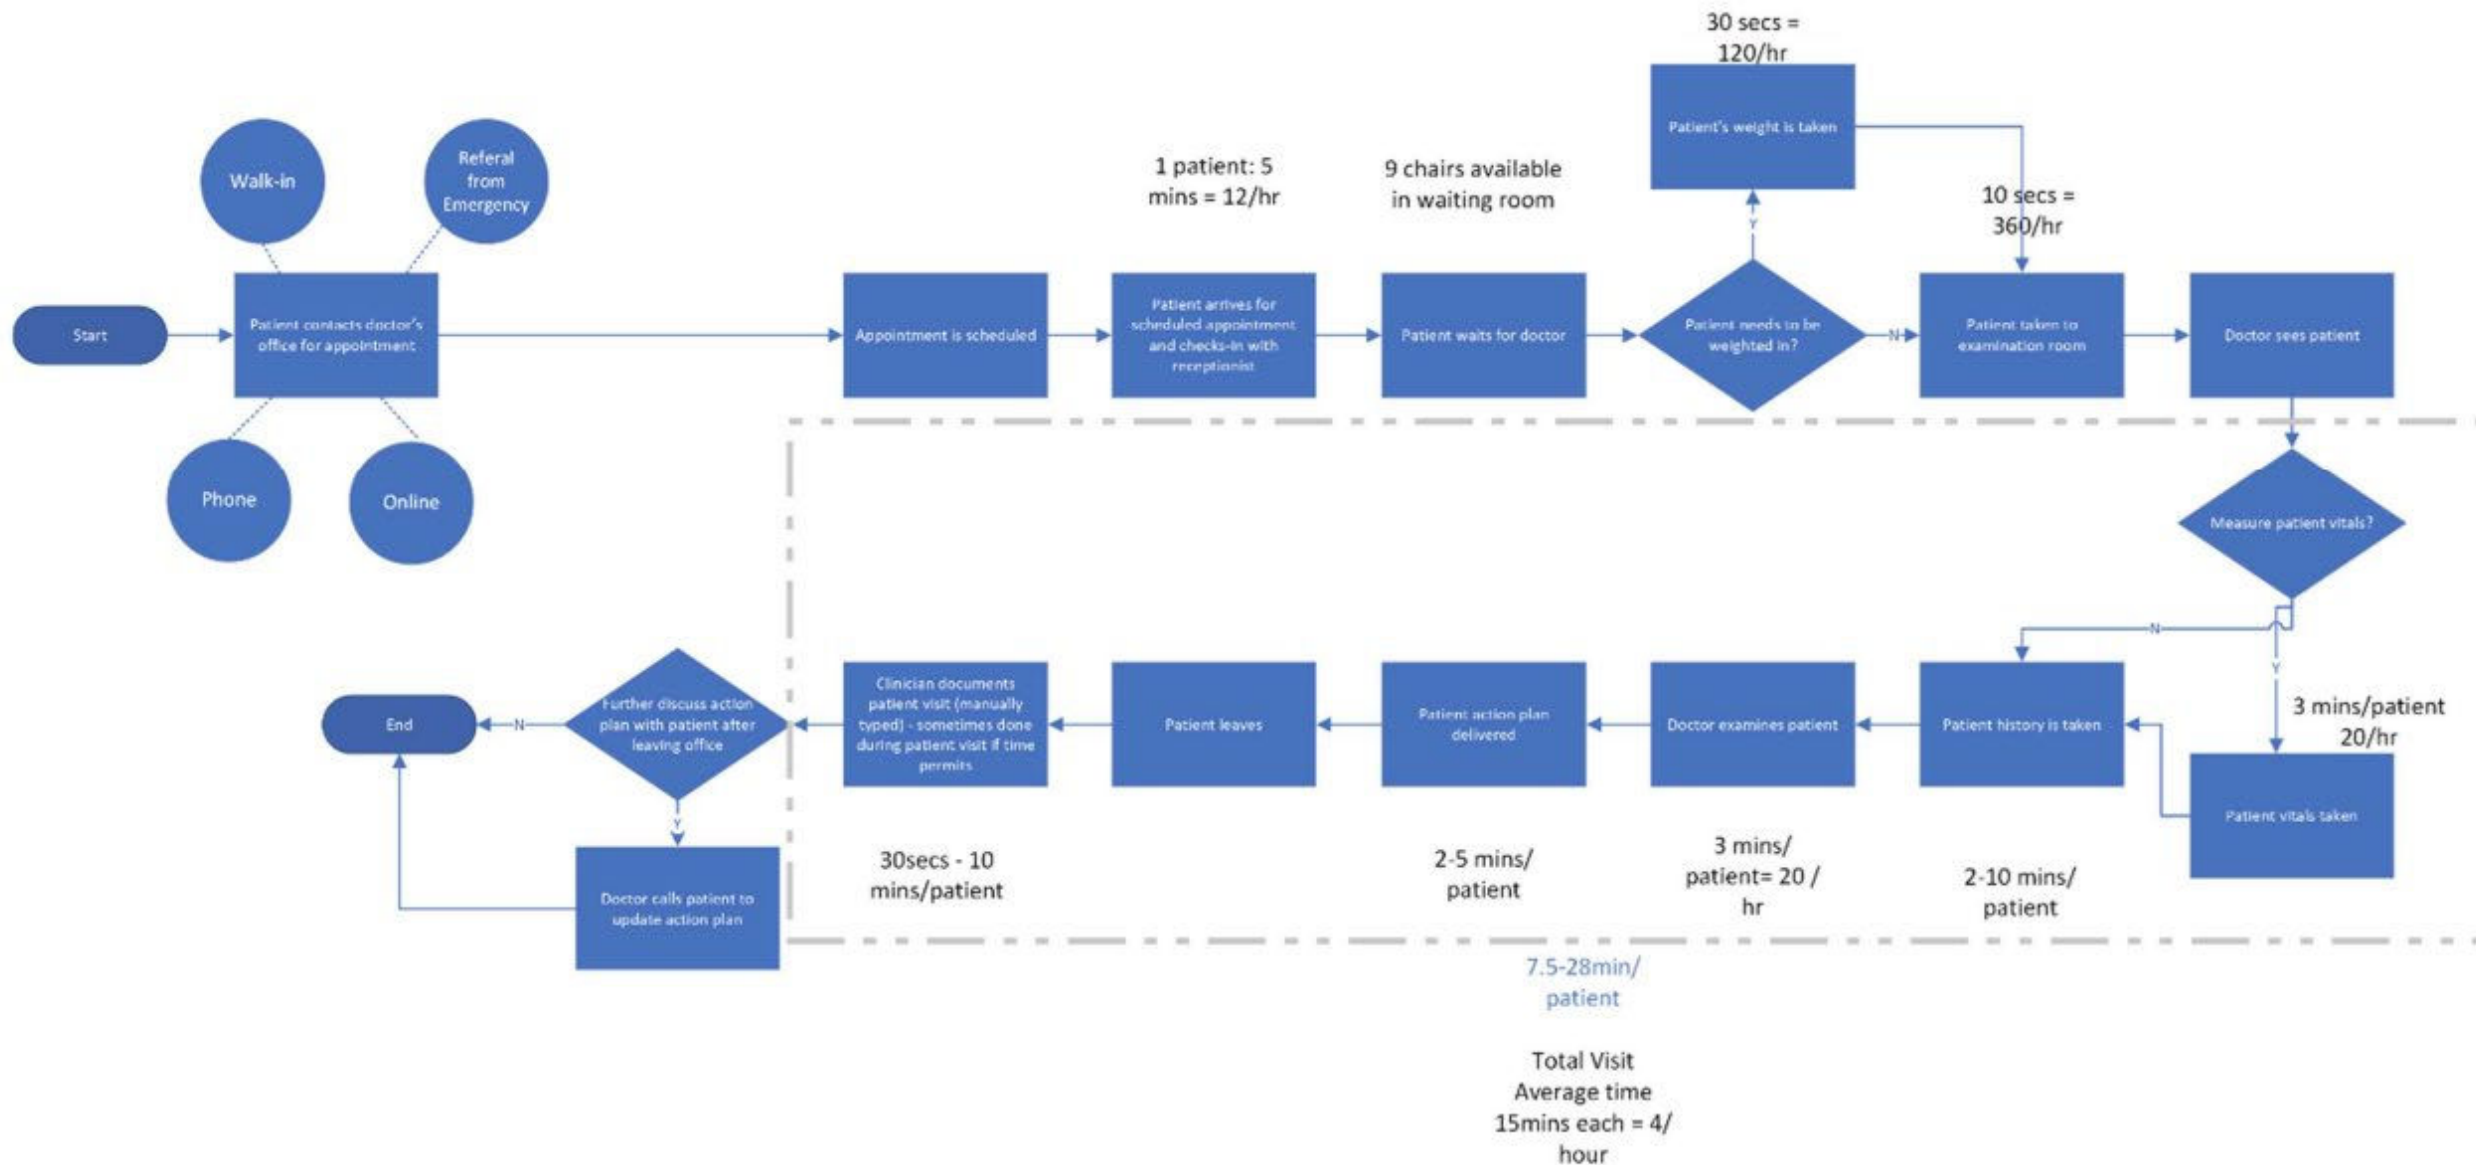 30 secs =
120/hr
Patient's weight is taken
Walk-in
Referal
from
Emergency
1 patient: 5
mins = 12/hr
9 chairs available
in waiting room
10 secs =
360/hr
Start
Patient contacts doctor's
office for appointment
Appointment is scheduled
Patient arrives for
scheduled appointment
and checks-in with
receptionist
Patient waits for doctor
Patient needs to be
weighted in?
Y
N
Patient taken to
examination room
Doctor sees patient
Phone
Online
Measure patient vitals?
N
Y
3 mins/patient
20/hr
Patient vitals taken
Patient history is taken
2-10 mins/
patient
Doctor examines patient
3 mins/
patient= 20 /
hr
Patient action plan
delivered
2-5 mins/
patient
Patient leaves
Clinician documents
patient visit (manually
typed) - sometimes done
during patient visit if time
permits
30secs - 10
mins/patient
Further discuss action
plan with patient after
leaving office
N
Y
End
Doctor calls patient to
update action plan
7.5-28min/
patient
Total Visit
Average time
15mins each = 4/
hour